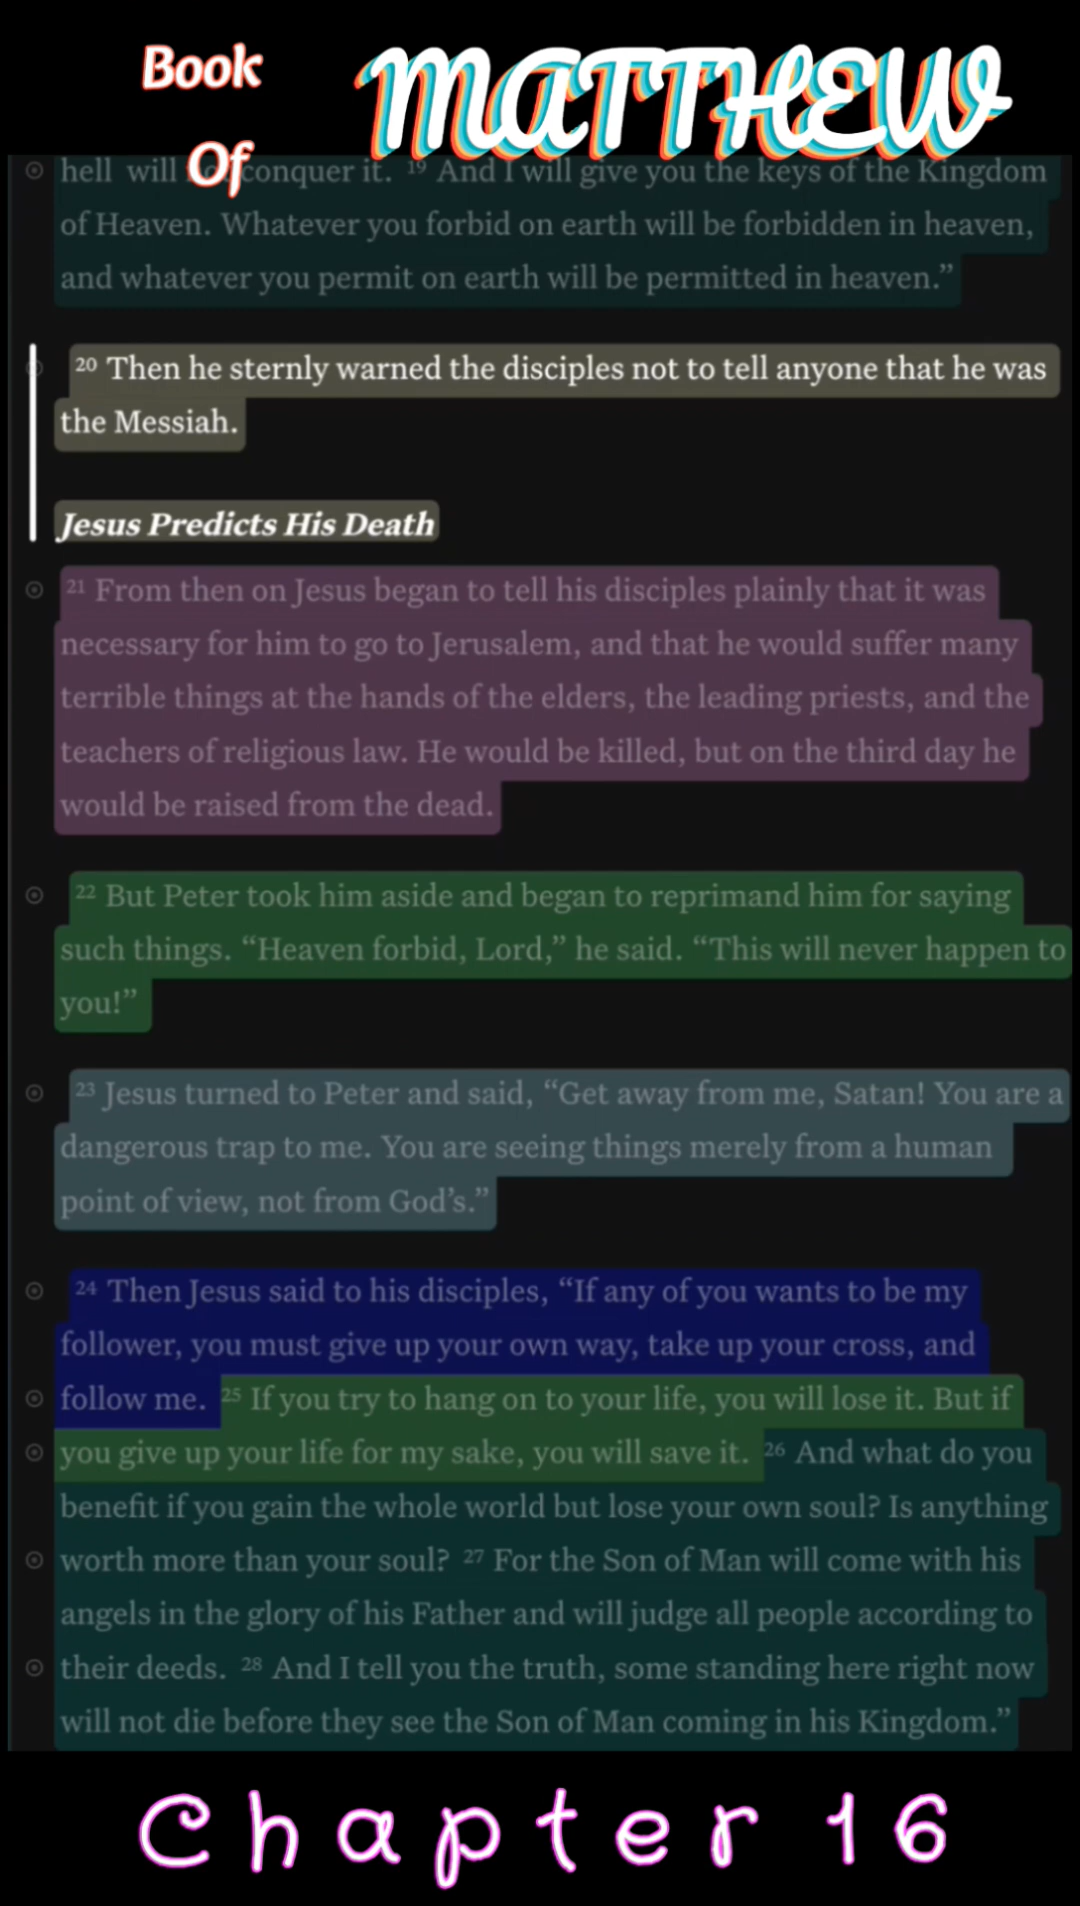 Book
Of
MATTHEW
hell will conquer it. 19 And I will give you the keys of the Kingdom
of Heaven. Whatever you forbid on earth will be forbidden in heaven,
and whatever you permit on earth will be permitted in heaven.”
20 Then he sternly warned the disciples not to tell anyone that he was
the Messiah.
Jesus Predicts His Death
21 From then on Jesus began to tell his disciples plainly that it was
necessary for him to go to Jerusalem, and that he would suffer many
terrible things at the hands of the elders, the leading priests, and the
teachers of religious law. He would be killed, but on the third day he
would be raised from the dead.
22 But Peter took him aside and began to reprimand him for saying
such things. “Heaven forbid, Lord,” he said. “This will never happen to
you!”
23 Jesus turned to Peter and said, “Get away from me, Satan! You are a
dangerous trap to me. You are seeing things merely from a human
point of view, not from God’s.”
24 Then Jesus said to his disciples, “If any of you wants to be my
follower, you must give up your own way, take up your cross, and
follow me. 25 If you try to hang on to your life, you will lose it. But if
you give up your life for my sake, you will save it. 26 And what do you
benefit if you gain the whole world but lose your own soul? Is anything
worth more than your soul? 27 For the Son of Man will come with his
angels in the glory of his Father and will judge all people according to
their deeds. 28 And I tell you the truth, some standing here right now
will not die before they see the Son of Man coming in his Kingdom.”
Chapter 16